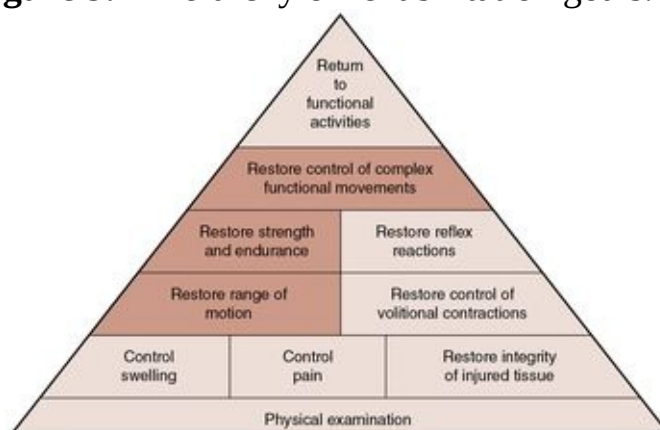 Return
to
functional
activities
Restore control of complex
functional movements
Restore strength
and endurance
Restore reflex
reactions
Restore range of
motion
Restore control of
volitional contractions
Control
swelling
Control
pain
Restore integrity
of injured tissue
Physical examination